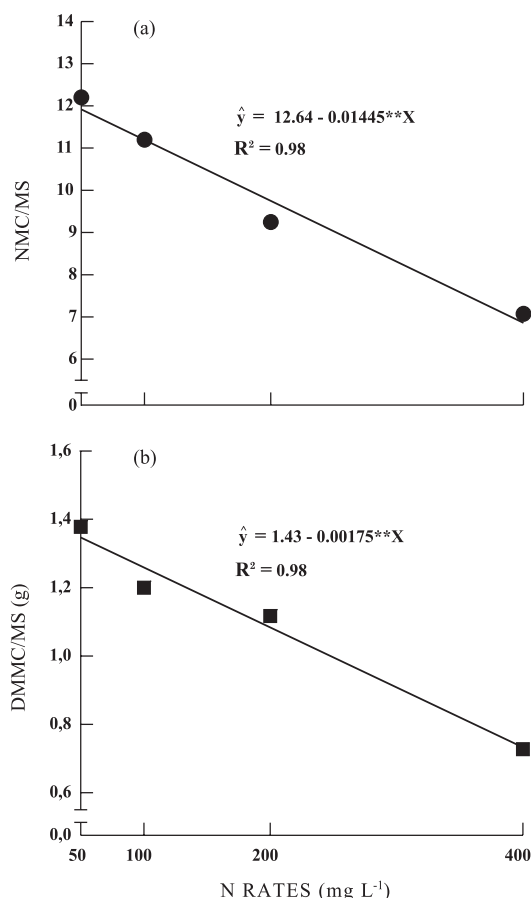 (a)
14
13
12
11
10
9
8
7
6
0
NMC/MS
ŷ = 12.64 - 0.01445**X
R² = 0.98
(b)
1,6
1,4
1,2
1,0
0,8
0,6
0,0
DMMC/MS (g)
ŷ = 1.43 - 0.00175**X
R² = 0.98
50 100 200 400
N RATES (mg L⁻¹)